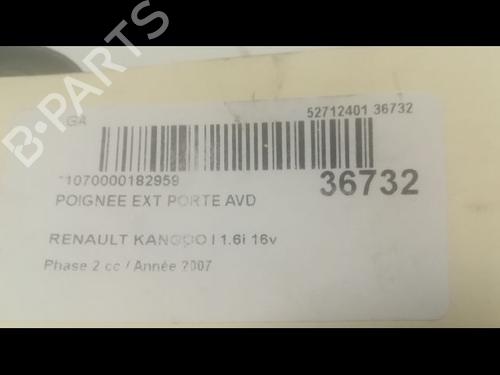 52712401 36732
*1070000182959
36732
POIGNEE EXT PORTE AVD
RENAULT KANGOO I 1.6i 16v
Phase 2 cc / Année 2007
B-PARTS